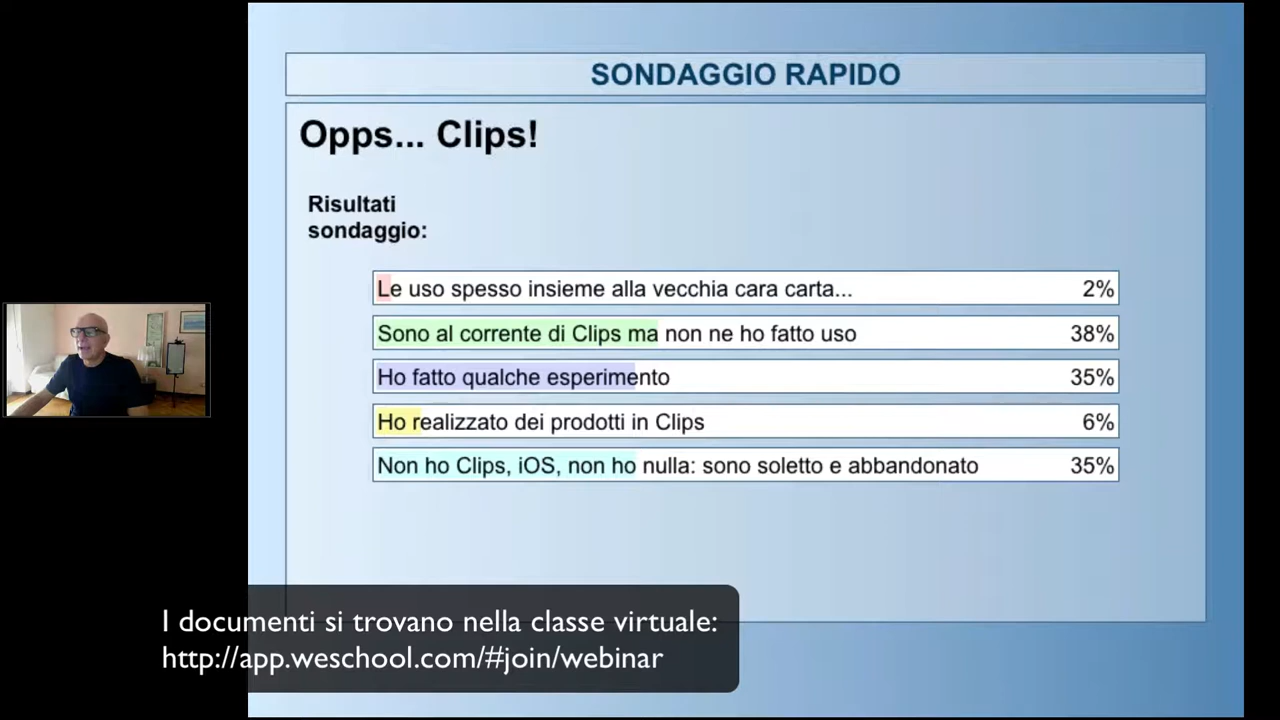 SONDAGGIO RAPIDO
Opps... Clips!
Risultati
sondaggio:
Le uso spesso insieme alla vecchia cara carta... 2%
Sono al corrente di Clips ma non ne ho fatto uso 38%
Ho fatto qualche esperimento 35%
Ho realizzato dei prodotti in Clips 6%
Non ho Clips, iOS, non ho nulla: sono soletto e abbandonato 35%
I documenti si trovano nella classe virtuale:
http://app.weschool.com/#join/webinar